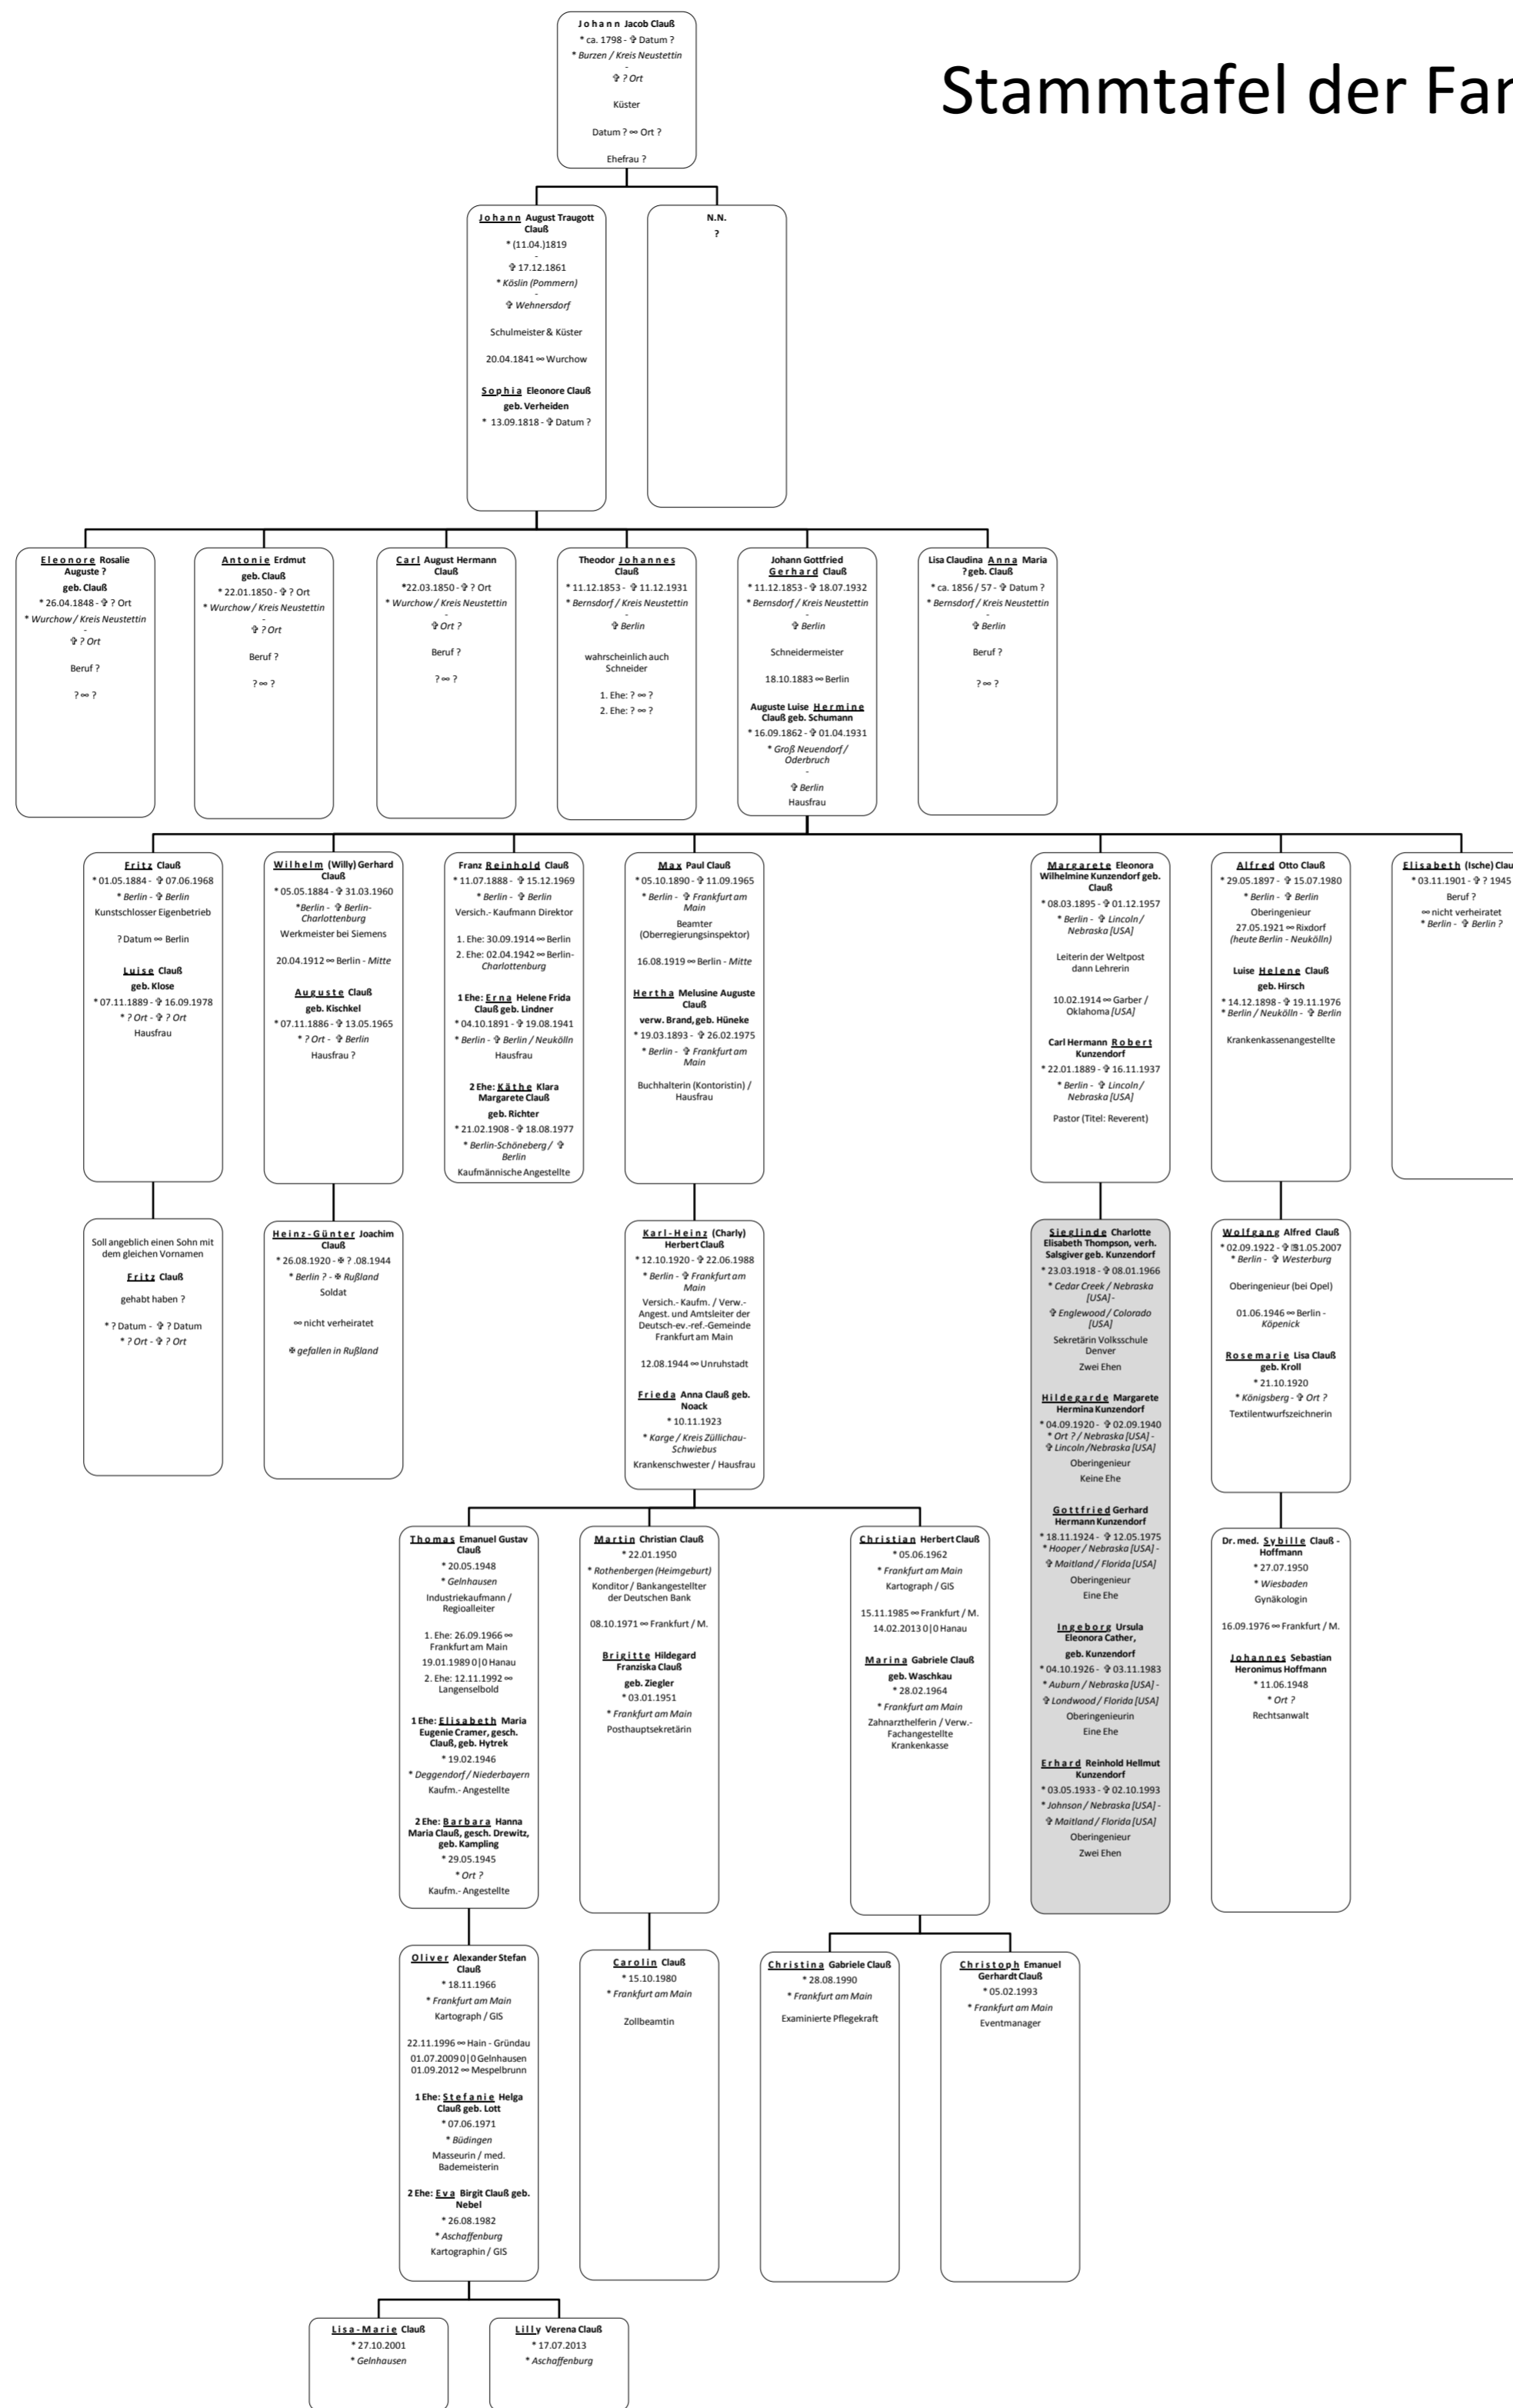 Johann Jacob Clauß
* ca. 1798 - ✞ Datum ?
* Burzen / Kreis Neustettin
-
✞ ? Ort
Küster
Datum ? ∞ Ort ?
Ehefrau ?
Stammtafel der Fam
Johann August Traugott
Clauß
* (11.04.)1819
-
✞ 17.12.1861
* Köslin (Pommern)
-
✞ Wehnersdorf
Schulmeister & Küster
20.04.1841 ∞ Wurchow
Sophia Eleonore Clauß
geb. Verheiden
* 13.09.1818 - ✞ Datum ?
N.N.
?
Eleonore Rosalie
Auguste ?
geb. Clauß
* 26.04.1848 - ✞ ? Ort
* Wurchow / Kreis Neustettin
-
✞ ? Ort
Beruf ?
? ∞ ?
Antonie Erdmut
geb. Clauß
* 22.01.1850 - ✞ ? Ort
* Wurchow / Kreis Neustettin
-
✞ ? Ort
Beruf ?
? ∞ ?
Carl August Hermann
Clauß
*22.03.1850 - ✞ ? Ort
* Wurchow / Kreis Neustettin
-
✞ Ort ?
Beruf ?
? ∞ ?
Theodor Johannes
Clauß
* 11.12.1853 - ✞ 11.12.1931
* Bernsdorf / Kreis Neustettin
-
✞ Berlin
wahrscheinlich auch
Schneider
1. Ehe: ? ∞ ?
2. Ehe: ? ∞ ?
Johann Gottfried
Gerhard Clauß
* 11.12.1853 - ✞ 18.07.1932
* Bernsdorf / Kreis Neustettin
-
✞ Berlin
Schneidermeister
18.10.1883 ∞ Berlin
Auguste Luise Hermine
Clauß geb. Schumann
* 16.09.1862 - ✞ 01.04.1931
* Groß Neuendorf /
Oderbruch
-
✞ Berlin
Hausfrau
Lisa Claudina Anna Maria
? geb. Clauß
* ca. 1856 / 57 - ✞ Datum ?
* Bernsdorf / Kreis Neustettin
-
✞ Berlin
Beruf ?
? ∞ ?
Fritz Clauß
* 01.05.1884 - ✞ 07.06.1968
* Berlin - ✞ Berlin
Kunstschlosser Eigenbetrieb
? Datum ∞ Berlin
Luise Clauß
geb. Klose
* 07.11.1889 - ✞ 16.09.1978
* ? Ort - ✞ ? Ort
Hausfrau
Wilhelm (Willy) Gerhard
Clauß
* 05.05.1884 - ✞ 31.03.1960
*Berlin - ✞ Berlin-
Charlottenburg
Werkmeister bei Siemens
20.04.1912 ∞ Berlin - Mitte
Auguste Clauß
geb. Kischkel
* 07.11.1886 - ✞ 13.05.1965
* ? Ort - ✞ Berlin
Hausfrau ?
Franz Reinhold Clauß
* 11.07.1888 - ✞ 15.12.1969
* Berlin - ✞ Berlin
Versich.- Kaufmann Direktor
1. Ehe: 30.09.1914 ∞ Berlin
2. Ehe: 02.04.1942 ∞ Berlin-
Charlottenburg
1 Ehe: Erna Helene Frida
Clauß geb. Lindner
* 04.10.1891 - ✞ 19.08.1941
* Berlin - ✞ Berlin / Neukölln
Hausfrau
2 Ehe: Käthe Klara
Margarete Clauß
geb. Richter
* 21.02.1908 - ✞ 18.08.1977
* Berlin-Schöneberg / ✞
Berlin
Kaufmännische Angestellte
Max Paul Clauß
* 05.10.1890 - ✞ 11.09.1965
* Berlin - ✞ Frankfurt am
Main
Beamter
(Oberregierungsinspektor)
16.08.1919 ∞ Berlin - Mitte
Hertha Melusine Auguste
Clauß
verw. Brand, geb. Hüneke
* 19.03.1893 - ✞ 26.02.1975
* Berlin - ✞ Frankfurt am
Main
Buchhalterin (Kontoristin) /
Hausfrau
Margarete Eleonora
Wilhelmine Kunzendorf geb.
Clauß
* 08.03.1895 - ✞ 01.12.1957
* Berlin - ✞ Lincoln /
Nebraska [USA]
Leiterin der Weltpost
dann Lehrerin
10.02.1914 ∞ Garber /
Oklahoma [USA]
Carl Hermann Robert
Kunzendorf
* 22.01.1889 - ✞ 16.11.1937
* Berlin - ✞ Lincoln /
Nebraska [USA]
Pastor (Titel: Reverent)
Alfred Otto Clauß
* 29.05.1897 - ✞ 15.07.1980
* Berlin - ✞ Berlin
Oberingenieur
27.05.1921 ∞ Rixdorf
(heute Berlin - Neukölln)
Luise Helene Clauß
geb. Hirsch
* 14.12.1898 - ✞ 19.11.1976
* Berlin / Neukölln - ✞ Berlin
Krankenkassenangestellte
Elisabeth (Ische) Clau
* 03.11.1901 - ✞ ? 1945
Beruf ?
∞ nicht verheiratet
* Berlin - ✞ Berlin ?
Soll angeblich einen Sohn mit
dem gleichen Vornamen
Fritz Clauß
gehabt haben ?
* ? Datum - ✞ ? Datum
* ? Ort - ✞ ? Ort
Heinz-Günter Joachim
Clauß
* 26.08.1920 - ✠ ? .08.1944
* Berlin ? - ✠ Rußland
Soldat
∞ nicht verheiratet
✠ gefallen in Rußland
Karl-Heinz (Charly)
Herbert Clauß
* 12.10.1920 - ✞ 22.06.1988
* Berlin - ✞ Frankfurt am
Main
Versich.- Kaufm. / Verw.-
Angest. und Amtsleiter der
Deutsch-ev.-ref.-Gemeinde
Frankfurt am Main
12.08.1944 ∞ Unruhstadt
Frieda Anna Clauß geb.
Noack
* 10.11.1923
* Karge / Kreis Züllichau-
Schwiebus
Krankenschwester / Hausfrau
Sieglinde Charlotte
Elisabeth Thompson, verh.
Salsgiver geb. Kunzendorf
* 23.03.1918 - ✞ 08.01.1966
* Cedar Creek / Nebraska
[USA] -
✞ Englewood / Colorado
[USA]
Sekretärin Volksschule
Denver
Zwei Ehen
Hildegarde Margarete
Hermina Kunzendorf
* 04.09.1920 - ✞ 02.09.1940
* Ort ? / Nebraska [USA] -
✞ Lincoln /Nebraska [USA]
Oberingenieur
Keine Ehe
Gottfried Gerhard
Hermann Kunzendorf
* 18.11.1924 - ✞ 12.05.1975
* Hooper / Nebraska [USA] -
✞ Maitland / Florida [USA]
Oberingenieur
Eine Ehe
Ingeborg Ursula
Eleonora Cather,
geb. Kunzendorf
* 04.10.1926 - ✞ 03.11.1983
* Auburn / Nebraska [USA] -
✞ Londwood / Florida [USA]
Oberingenieurin
Eine Ehe
Erhard Reinhold Hellmut
Kunzendorf
* 03.05.1933 - ✞ 02.10.1993
* Johnson / Nebraska [USA] -
✞ Maitland / Florida [USA]
Oberingenieur
Zwei Ehen
Wolfgang Alfred Clauß
* 02.09.1922 - ✞ 31.05.2007
* Berlin - ✞ Westerburg
Oberingenieur (bei Opel)
01.06.1946 ∞ Berlin -
Köpenick
Rosemarie Lisa Clauß
geb. Kroll
* 21.10.1920
* Königsberg - ✞ Ort ?
Textilentwurfszeichnerin
Thomas Emanuel Gustav
Clauß
* 20.05.1948
* Gelnhausen
Industriekaufmann /
Regioalleiter
1. Ehe: 26.09.1966 ∞
Frankfurt am Main
19.01.1989 0|0 Hanau
2. Ehe: 12.11.1992 ∞
Langenselbold
1 Ehe: Elisabeth Maria
Eugenie Cramer, gesch.
Clauß, geb. Hytrek
* 19.02.1946
* Deggendorf / Niederbayern
Kaufm.- Angestellte
2 Ehe: Barbara Hanna
Maria Clauß, gesch. Drewitz,
geb. Kampling
* 29.05.1945
* Ort ?
Kaufm.- Angestellte
Martin Christian Clauß
* 22.01.1950
* Rothenbergen (Heimgeburt)
Konditor / Bankangestellter
der Deutschen Bank
08.10.1971 ∞ Frankfurt / M.
Brigitte Hildegard
Franziska Clauß
geb. Ziegler
* 03.01.1951
* Frankfurt am Main
Posthauptsekretärin
Christian Herbert Clauß
* 05.06.1962
* Frankfurt am Main
Kartograph / GIS
15.11.1985 ∞ Frankfurt / M.
14.02.2013 0|0 Hanau
Marina Gabriele Clauß
geb. Waschkau
* 28.02.1964
* Frankfurt am Main
Zahnarzthelferin / Verw.-
Fachangestellte
Krankenkasse
Dr. med. Sybille Clauß -
Hoffmann
* 27.07.1950
* Wiesbaden
Gynäkologin
16.09.1976 ∞ Frankfurt / M.
Johannes Sebastian
Heronimus Hoffmann
* 11.06.1948
* Ort ?
Rechtsanwalt
Oliver Alexander Stefan
Clauß
* 18.11.1966
* Frankfurt am Main
Kartograph / GIS
22.11.1996 ∞ Hain - Gründau
01.07.2009 0|0 Gelnhausen
01.09.2012 ∞ Mespelbrunn
1 Ehe: Stefanie Helga
Clauß geb. Lott
* 07.06.1971
* Büdingen
Masseurin / med.
Bademeisterin
2 Ehe: Eva Birgit Clauß geb.
Nebel
* 26.08.1982
* Aschaffenburg
Kartographin / GIS
Carolin Clauß
* 15.10.1980
* Frankfurt am Main
Zollbeamtin
Christina Gabriele Clauß
* 28.08.1990
* Frankfurt am Main
Examinierte Pflegekraft
Christoph Emanuel
Gerhardt Clauß
* 05.02.1993
* Frankfurt am Main
Eventmanager
Lisa-Marie Clauß
* 27.10.2001
* Gelnhausen
Lilly Verena Clauß
* 17.07.2013
* Aschaffenburg